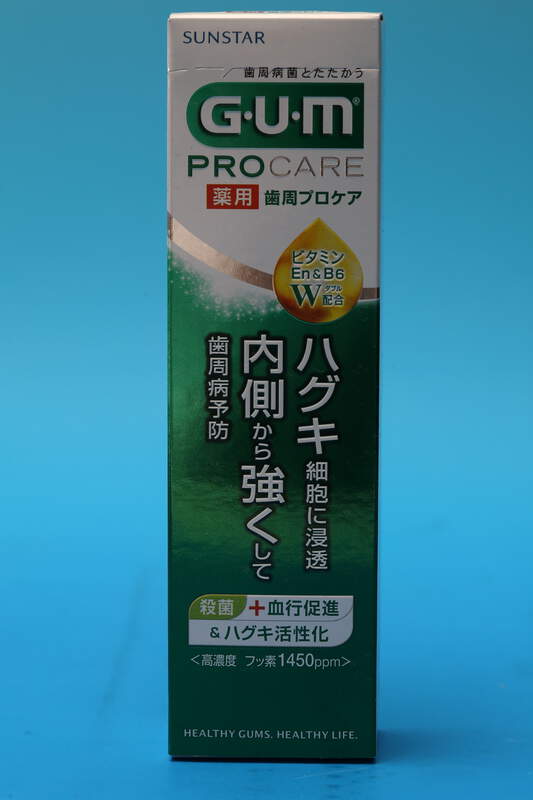 SUNSTAR
歯周病菌とたたかう
G・U・M®
PROCARE
薬用 歯周プロケア
ビタミン
En&B6
Wダブル配合
ハグキ細胞に浸透
内側から強くして
歯周病予防
殺菌+血行促進
&ハグキ活性化
<高濃度 フッ素1450ppm>
HEALTHY GUMS. HEALTHY LIFE.